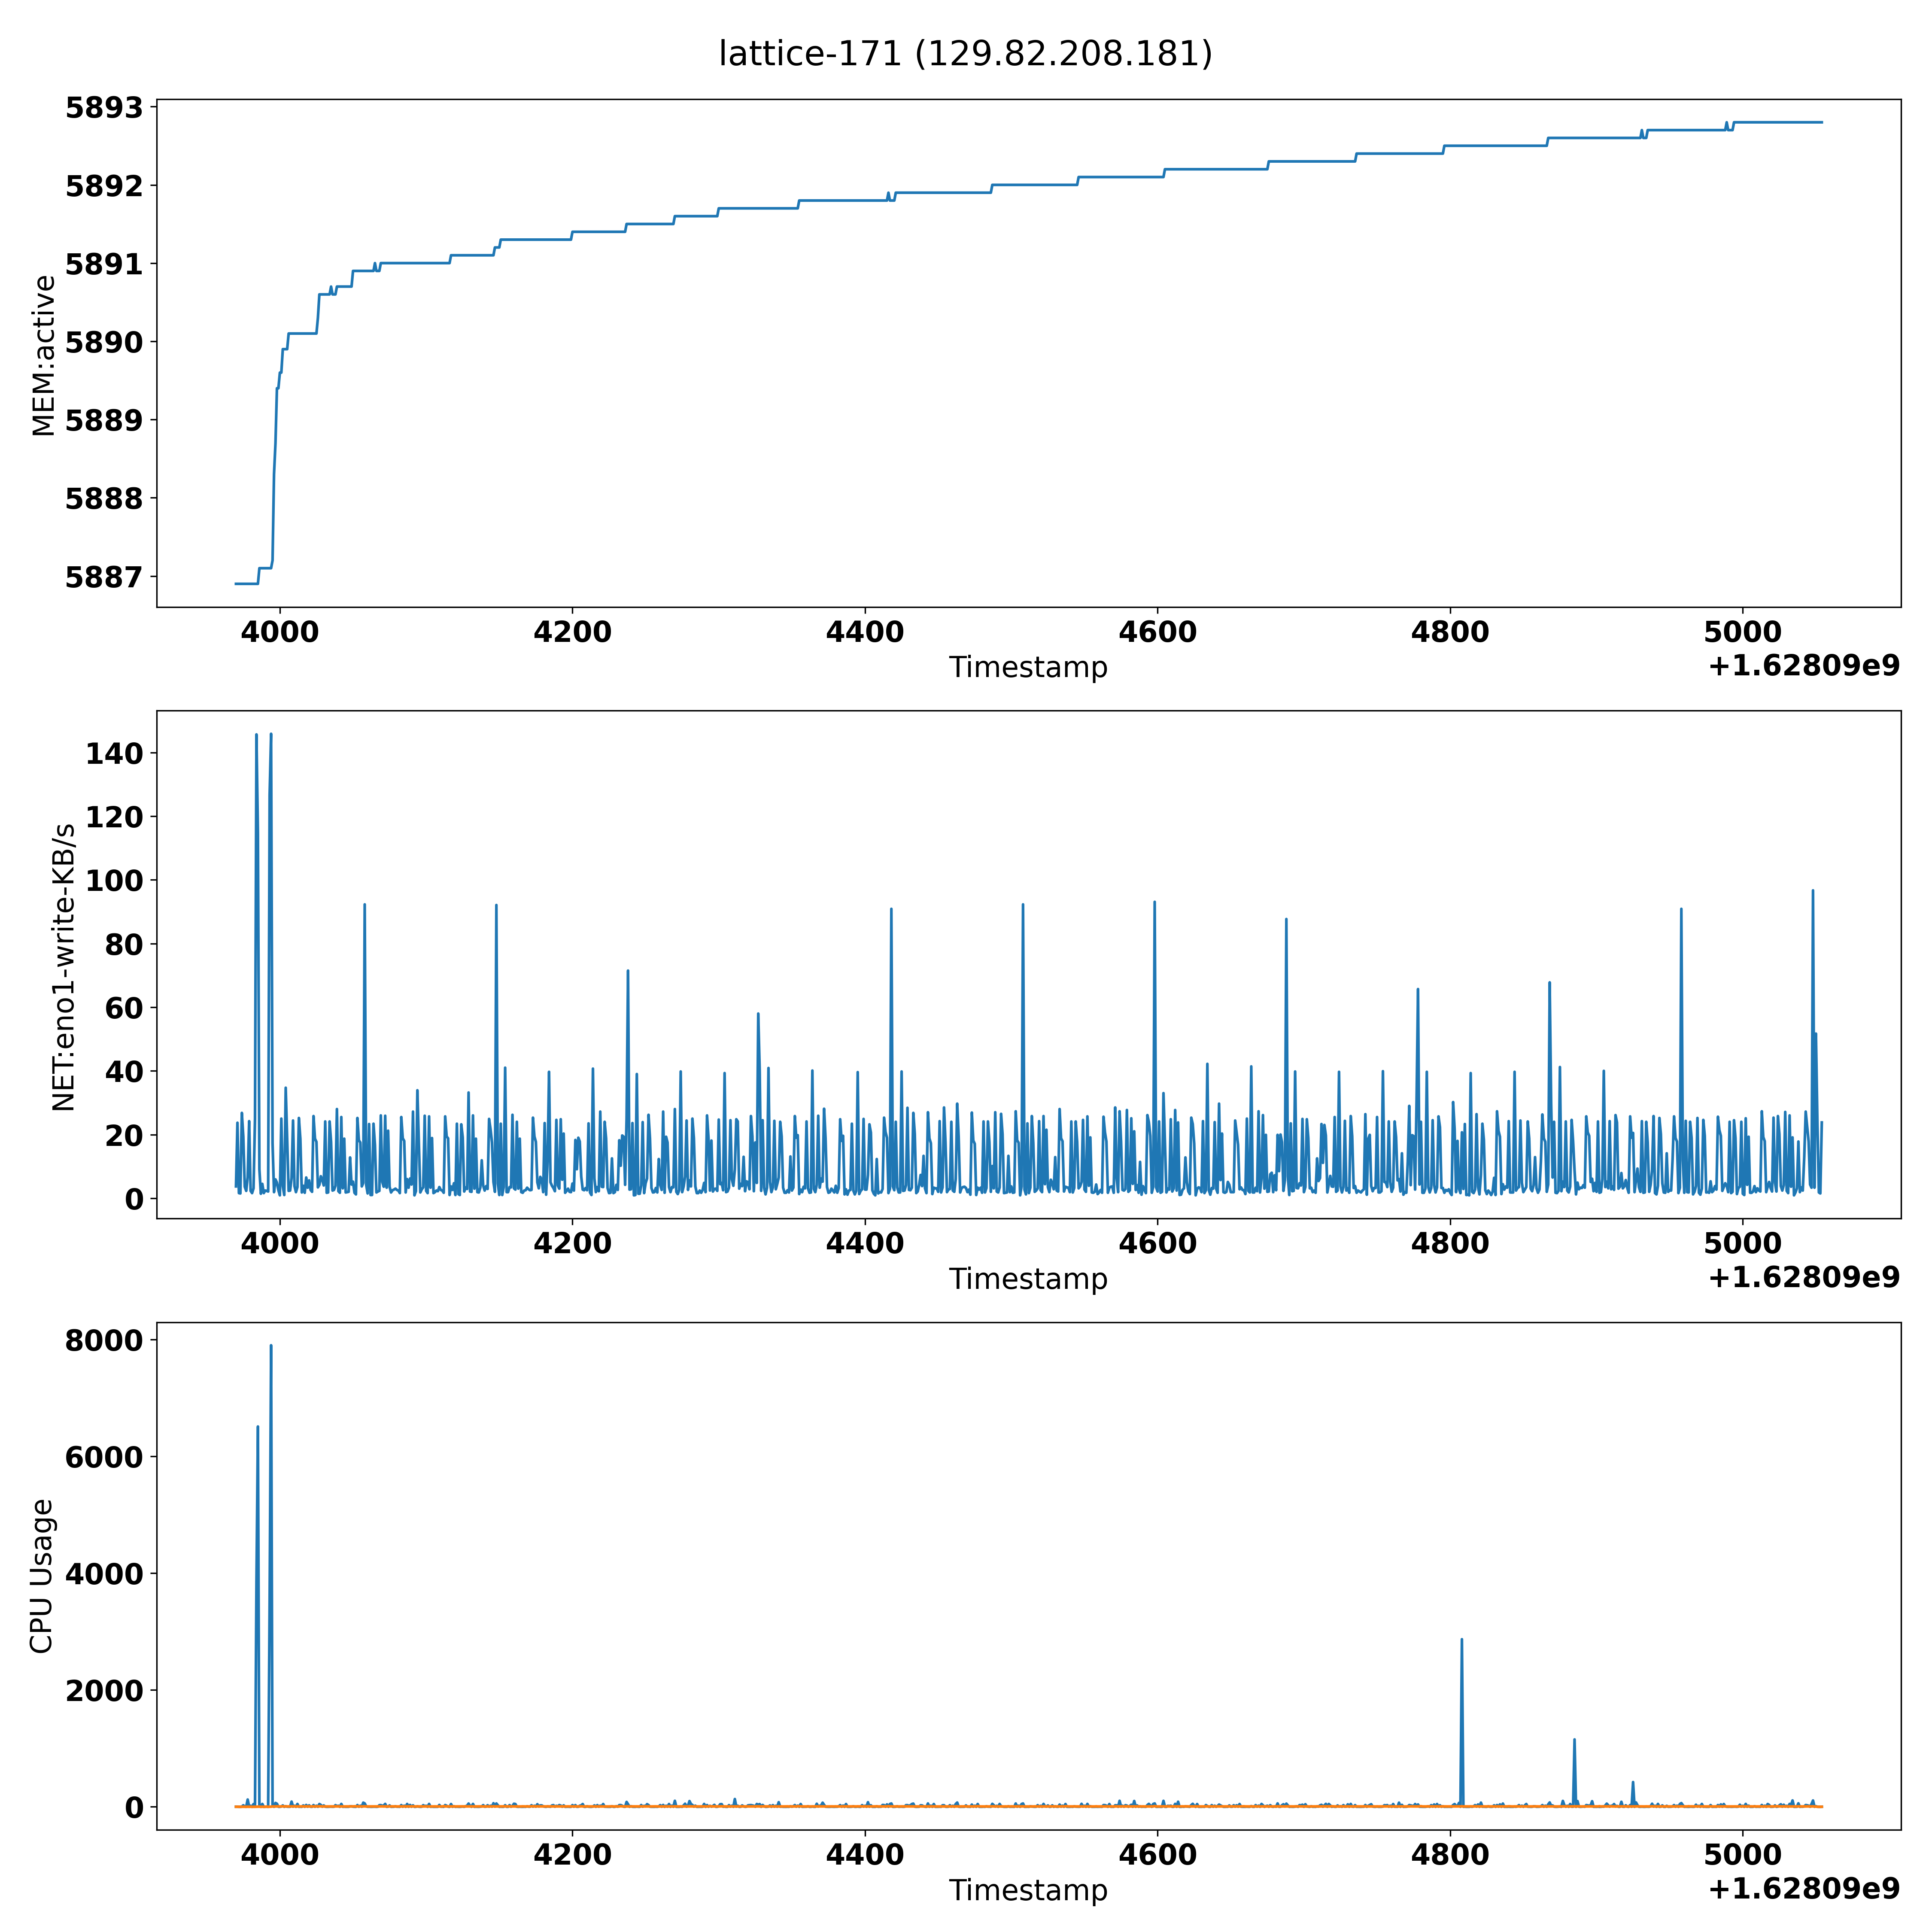 lattice-171 (129.82.208.181)
5893
5892
5891
5890
5889
5888
5887
MEM:active
4000 4200 4400 4600 4800 5000
Timestamp
+1.62809e9
140
120
100
80
60
40
20
0
NET:eno1-write-KB/s
4000 4200 4400 4600 4800 5000
Timestamp
+1.62809e9
8000
6000
4000
2000
0
CPU Usage
4000 4200 4400 4600 4800 5000
Timestamp
+1.62809e9